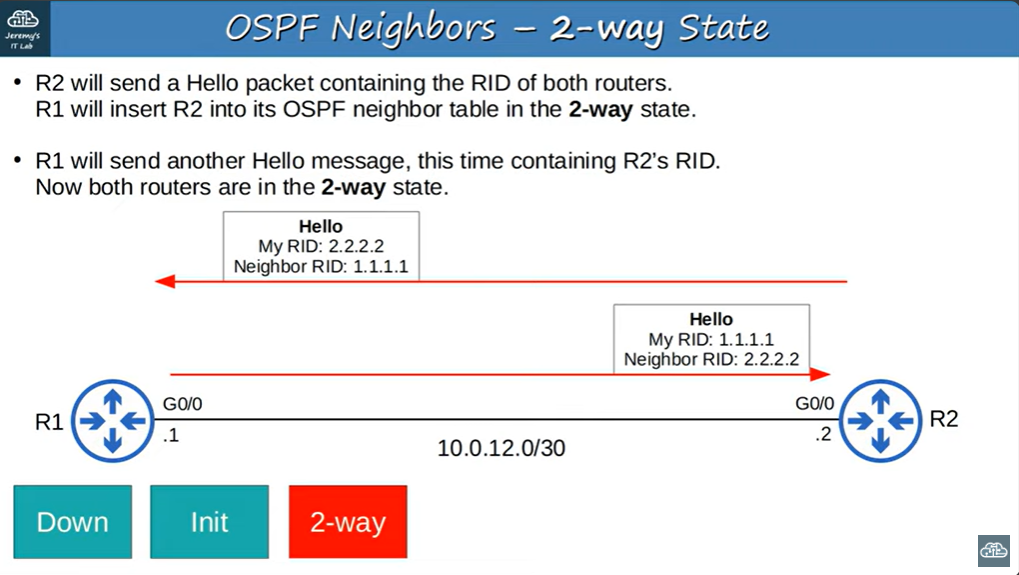 Jeremy's
IT Lab
OSPF Neighbors – 2-way State
• R2 will send a Hello packet containing the RID of both routers.
R1 will insert R2 into its OSPF neighbor table in the 2-way state.
• R1 will send another Hello message, this time containing R2’s RID.
Now both routers are in the 2-way state.
Hello
My RID: 2.2.2.2
Neighbor RID: 1.1.1.1
Hello
My RID: 1.1.1.1
Neighbor RID: 2.2.2.2
R1
G0/0
.1
10.0.12.0/30
G0/0
.2
R2
Down
Init
2-way